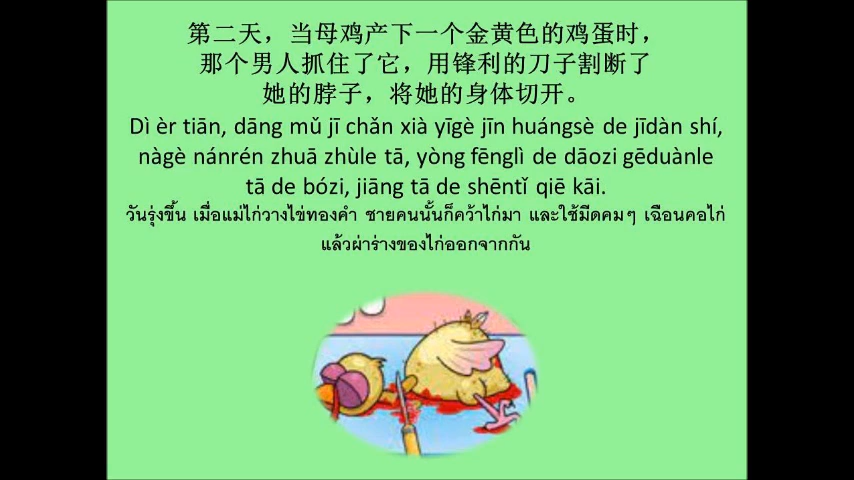 第二天，当母鸡产下一个金黄色的鸡蛋时，
那个男人抓住了它，用锋利的刀子割断了
她的脖子，将她的身体切开。
Dì èr tiān, dāng mǔ jī chǎn xià yīgè jīn huángsè de jīdàn shí,
nàgè nánrén zhuā zhùle tā, yòng fēnglì de dāozi gēduànle
tā de bózi, jiāng tā de shēntǐ qiē kāi.
วันรุ่งขึ้น เมื่อแม่ไก่วางไข่ทองคำ ชายคนนั้นก็คว้าไก่มา และใช้มีดคมๆ เฉือนคอไก่
แล้วผ่าร่างของไก่ออกจากกัน